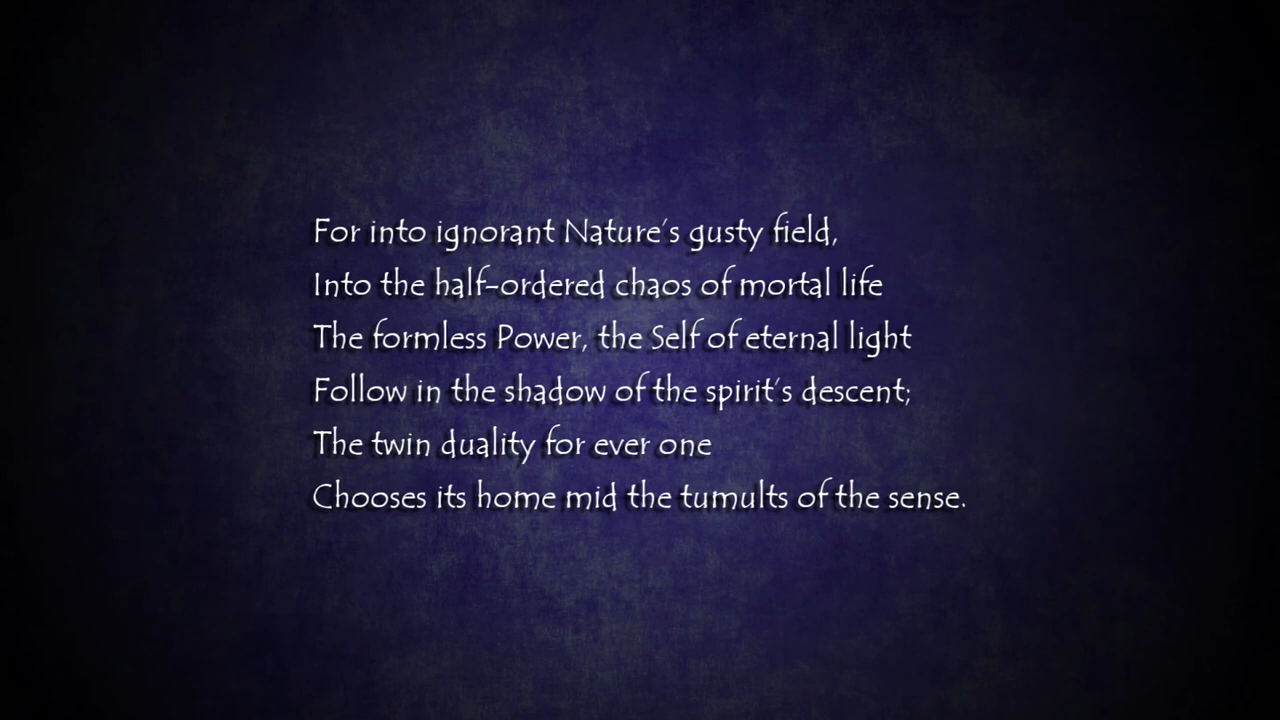 For into ignorant Nature’s gusty field,
Into the half-ordered chaos of mortal life
The formless Power, the Self of eternal light
Follow in the shadow of the spirit’s descent;
The twin duality for ever one
Chooses its home mid the tumults of the sense.